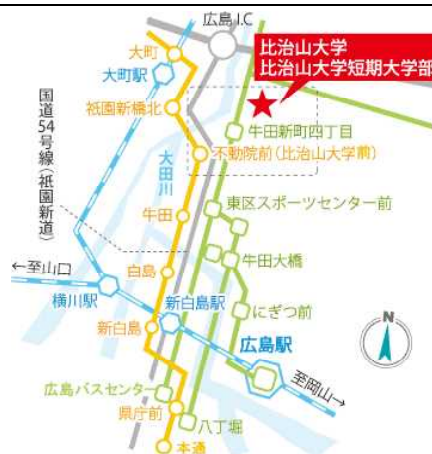 広島I.C
大町
大町駅
比治山大学
比治山大学短期大学部
祇園新橋北
牛田新町四丁目
不動院前(比治山大学前)
国道54号線(祇園新道)
太田川
東区スポーツセンター前
牛田
牛田大橋
白島
←至山口
横川駅
新白島駅
にぎつ前
新白島
広島駅
N
至岡山→
広島バスセンター
県庁前
八丁堀
本通